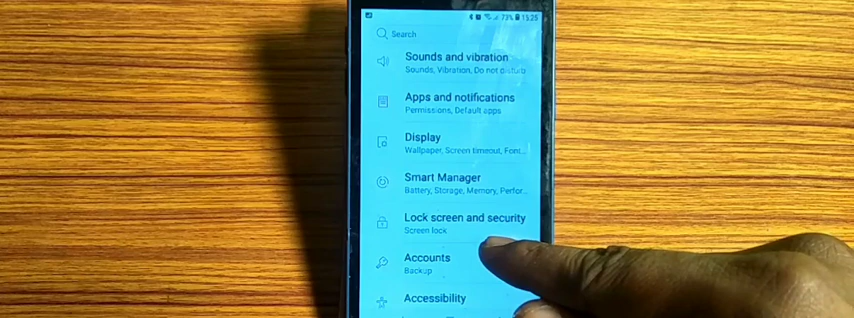 73% 15:25
Search
Sounds and vibration
Sounds, Vibration, Do not disturb
Apps and notifications
Permissions, Default apps
Display
Wallpaper, Screen timeout, Font...
Smart Manager
Battery, Storage, Memory, Perfor...
Lock screen and security
Screen lock
Accounts
Backup
Accessibility